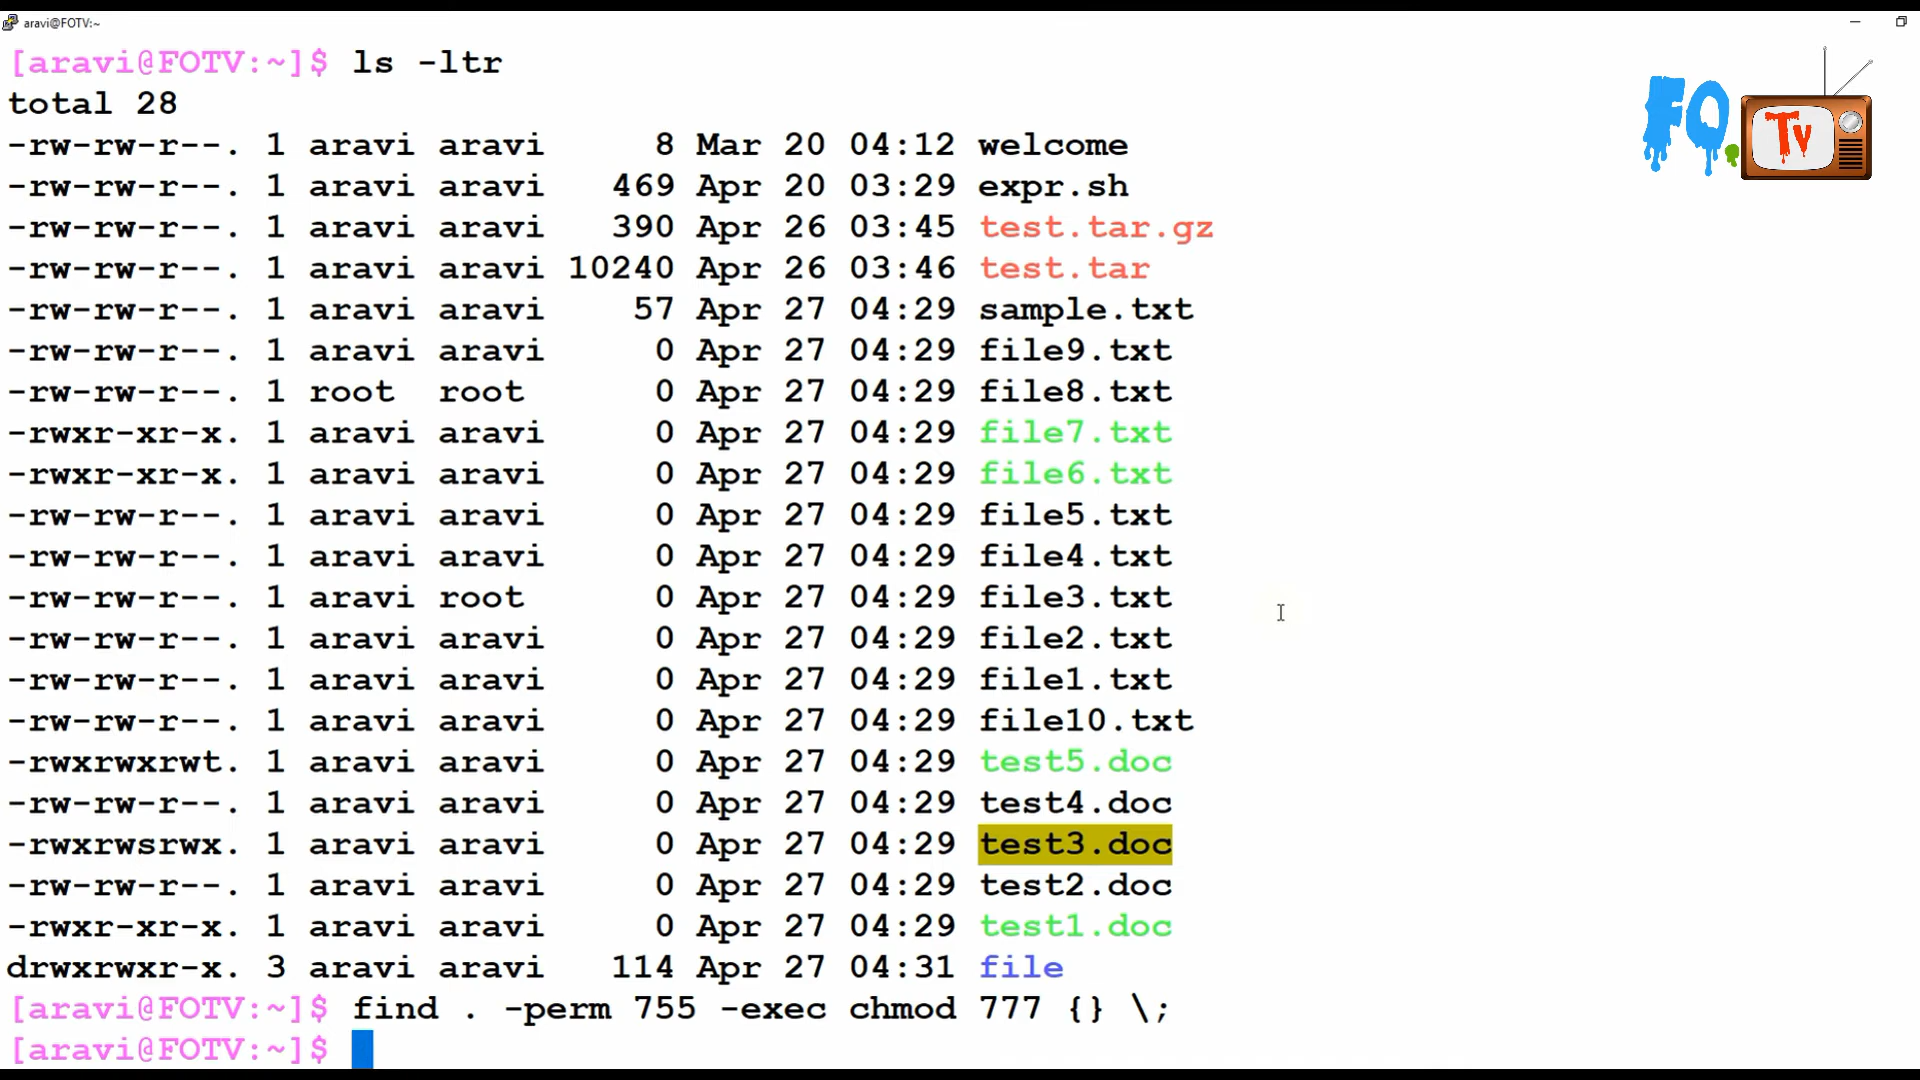 aravi@FOTV:~
[aravi@FOTV:~]$ ls -ltr
total 28
-rw-rw-r--. 1 aravi aravi     8 Mar 20 04:12 welcome
-rw-rw-r--. 1 aravi aravi   469 Apr 20 03:29 expr.sh
-rw-rw-r--. 1 aravi aravi   390 Apr 26 03:45 test.tar.gz
-rw-rw-r--. 1 aravi aravi 10240 Apr 26 03:46 test.tar
-rw-rw-r--. 1 aravi aravi    57 Apr 27 04:29 sample.txt
-rw-rw-r--. 1 aravi aravi     0 Apr 27 04:29 file9.txt
-rw-rw-r--. 1 root  root      0 Apr 27 04:29 file8.txt
-rwxr-xr-x. 1 aravi aravi     0 Apr 27 04:29 file7.txt
-rwxr-xr-x. 1 aravi aravi     0 Apr 27 04:29 file6.txt
-rw-rw-r--. 1 aravi aravi     0 Apr 27 04:29 file5.txt
-rw-rw-r--. 1 aravi aravi     0 Apr 27 04:29 file4.txt
-rw-rw-r--. 1 aravi root      0 Apr 27 04:29 file3.txt
-rw-rw-r--. 1 aravi aravi     0 Apr 27 04:29 file2.txt
-rw-rw-r--. 1 aravi aravi     0 Apr 27 04:29 file1.txt
-rw-rw-r--. 1 aravi aravi     0 Apr 27 04:29 file10.txt
-rwxrwxrwt. 1 aravi aravi     0 Apr 27 04:29 test5.doc
-rw-rw-r--. 1 aravi aravi     0 Apr 27 04:29 test4.doc
-rwxrwsrwx. 1 aravi aravi     0 Apr 27 04:29 test3.doc
-rw-rw-r--. 1 aravi aravi     0 Apr 27 04:29 test2.doc
-rwxr-xr-x. 1 aravi aravi     0 Apr 27 04:29 test1.doc
drwxrwxr-x. 3 aravi aravi   114 Apr 27 04:31 file
[aravi@FOTV:~]$ find . -perm 755 -exec chmod 777 {} \;
[aravi@FOTV:~]$
FO. Tv